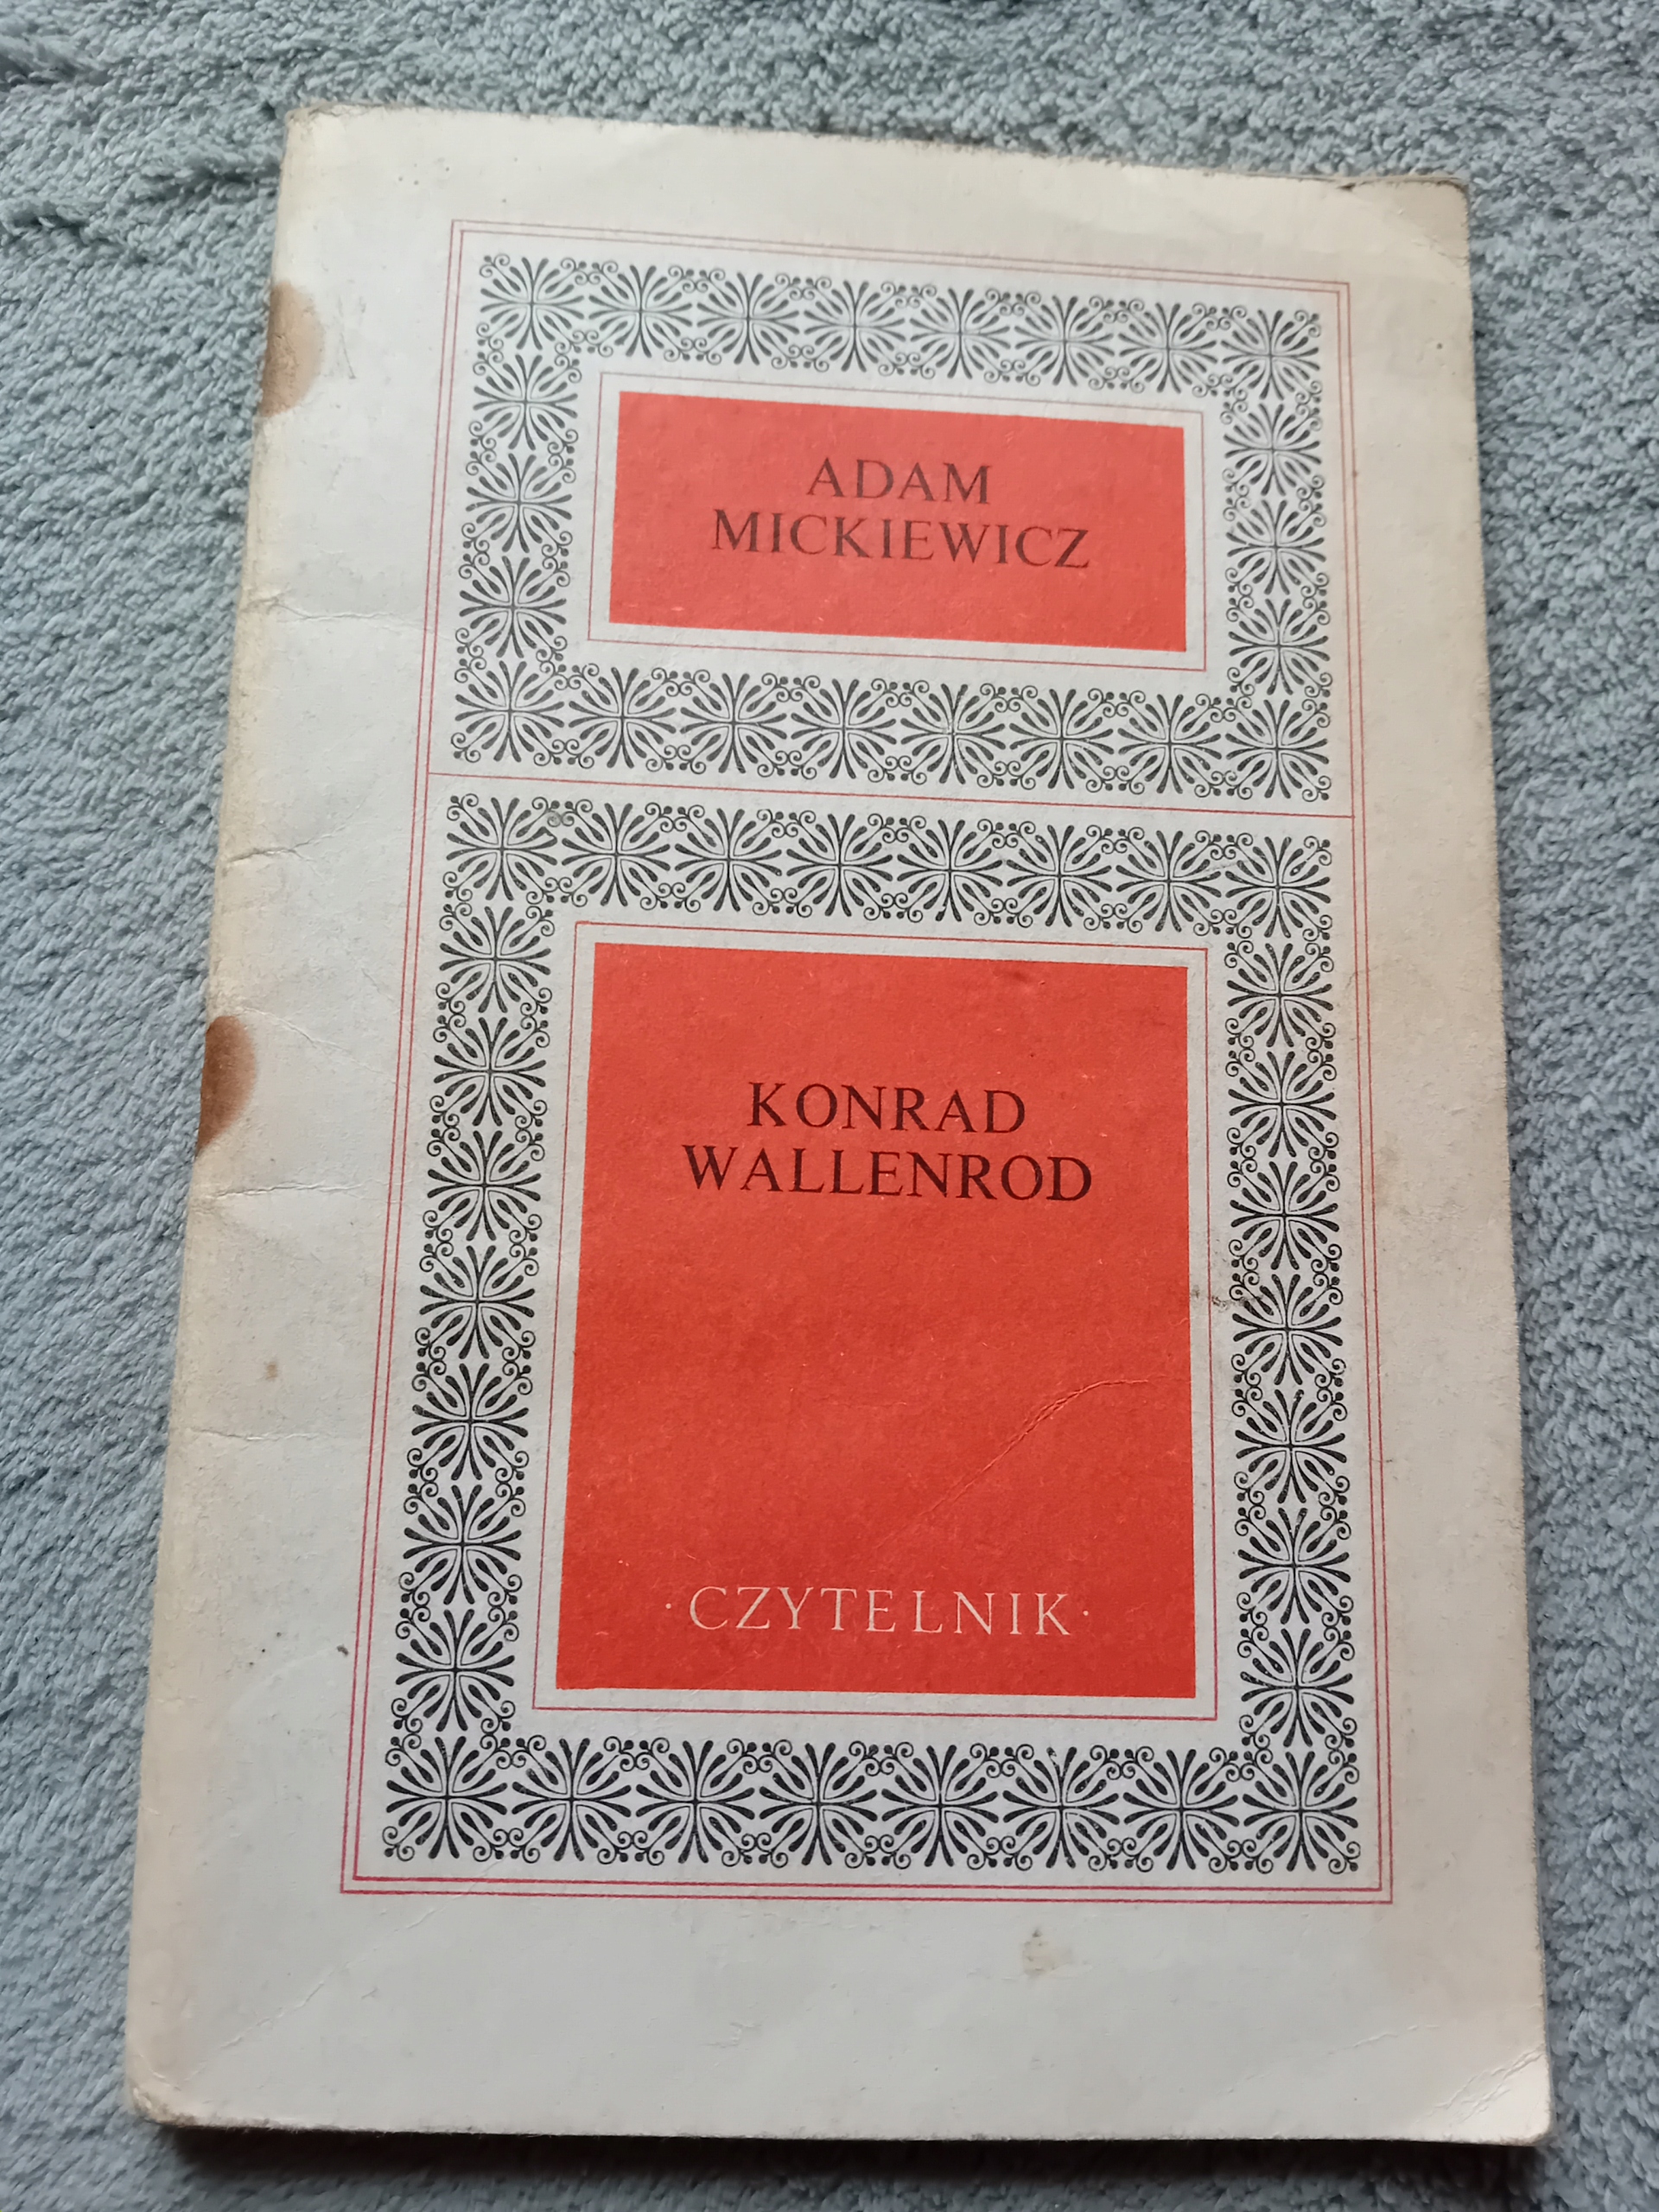 ADAM
MICKIEWICZ
KONRAD
WALLENROD
· CZYTELNIK ·